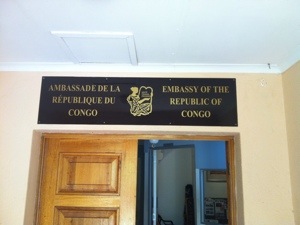 AMBASSADE DE LA
RÉPUBLIQUE DU
CONGO
EMBASSY OF THE
REPUBLIC OF
CONGO